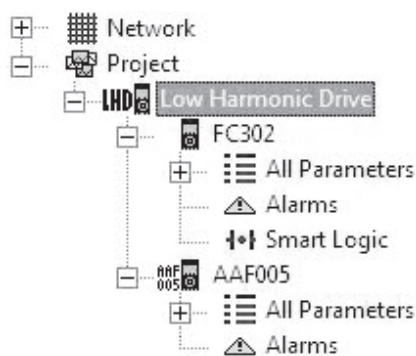 Network
Project
LHD Low Harmonic Drive
FC302
All Parameters
Alarms
Smart Logic
AAF 005 AAF005
All Parameters
Alarms